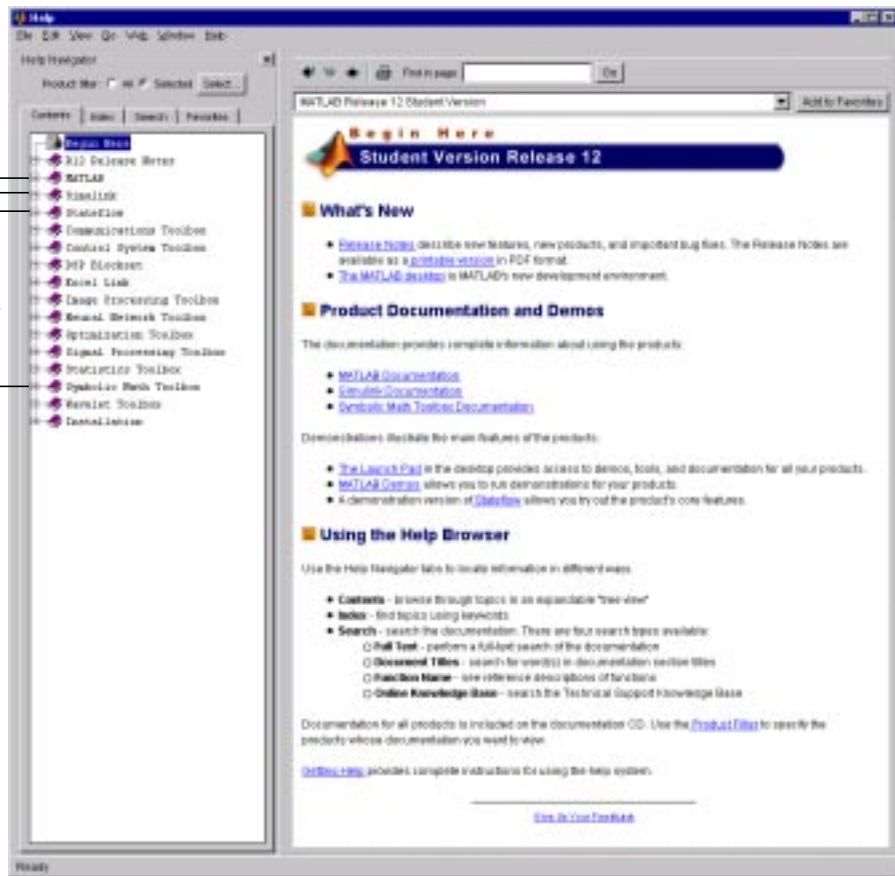 Help
File Edit View Go Web Window Help
Help Navigator
Product filter: All Selected Select...
Contents Index Search Favorites
Begin Here
R12 Release Notes
MATLAB
Simulink
Stateflow
Communications Toolbox
Control System Toolbox
DSP Blockset
Excel Link
Image Processing Toolbox
Neural Network Toolbox
Optimization Toolbox
Signal Processing Toolbox
Statistics Toolbox
Symbolic Math Toolbox
Wavelet Toolbox
Installation
Find in page: Go
MATLAB Release 12 Student Version Add to Favorites
Begin Here
Student Version Release 12
What's New
Release Notes describe new features, new products, and important bug fixes. The Release Notes are
available as a printable version in PDF format.
The MATLAB desktop is MATLAB's new development environment.
Product Documentation and Demos
The documentation provides complete information about using the products:
MATLAB Documentation
Simulink Documentation
Symbolic Math Toolbox Documentation
Demonstrations illustrate the main features of the products:
The Launch Pad in the desktop provides access to demos, tools, and documentation for all your products.
MATLAB Demos allows you to run demonstrations for your products.
A demonstration version of Stateflow allows you try out the product's core features.
Using the Help Browser
Use the Help Navigator tabs to locate information in different ways:
Contents - browse through topics in an expandable "tree view"
Index - find topics using keywords
Search - search the documentation. There are four search types available:
Full Text - perform a full-text search of the documentation
Document Titles - search for word(s) in documentation section titles
Function Name - see reference descriptions of functions
Online Knowledge Base - search the Technical Support Knowledge Base
Documentation for all products is included on the documentation CD. Use the Product Filter to specify the
products whose documentation you want to view.
Getting Help provides complete instructions for using the help system.
Give Us Your Feedback
Ready